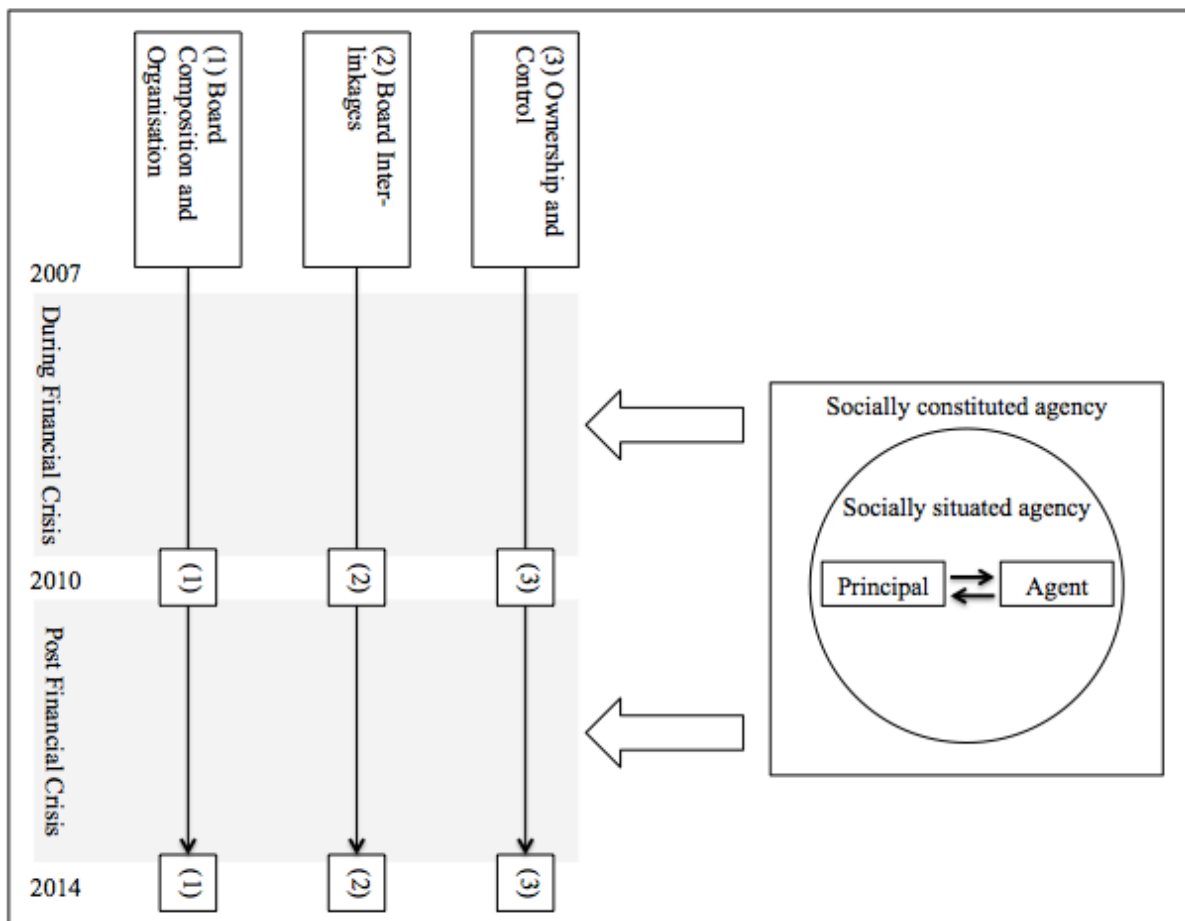 (1) Board
Composition and
Organisation
(2) Board Inter-
linkages
(3) Ownership and
Control
2007
During Financial Crisis
Socially constituted agency
Socially situated agency
Principal
Agent
2010
(1)
(2)
(3)
Post Financial Crisis
2014
(1)
(2)
(3)